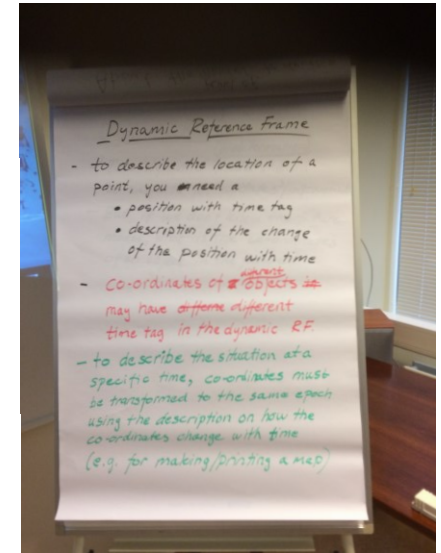 Dynamic Reference Frame
- to describe the location of a
point, you need a
• position with time tag
• description of the change
of the position with time
- co-ordinates of different objects
may have different
time tag in the dynamic RF.
- to describe the situation at a
specific time, co-ordinates must
be transformed to the same epoch
using the description on how the
co-ordinates change with time
(e.g. for making/printing a map)